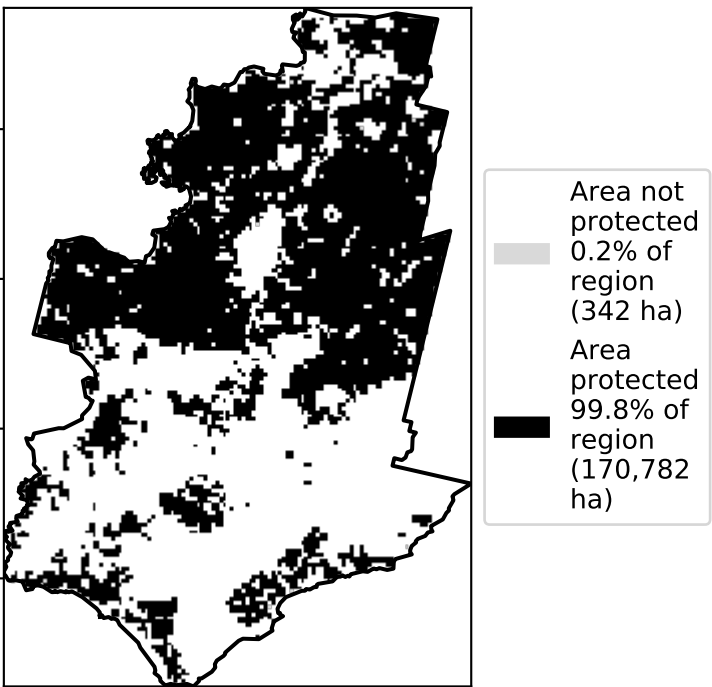 Area not
protected
0.2% of
region
(342 ha)
Area
protected
99.8% of
region
(170,782
ha)